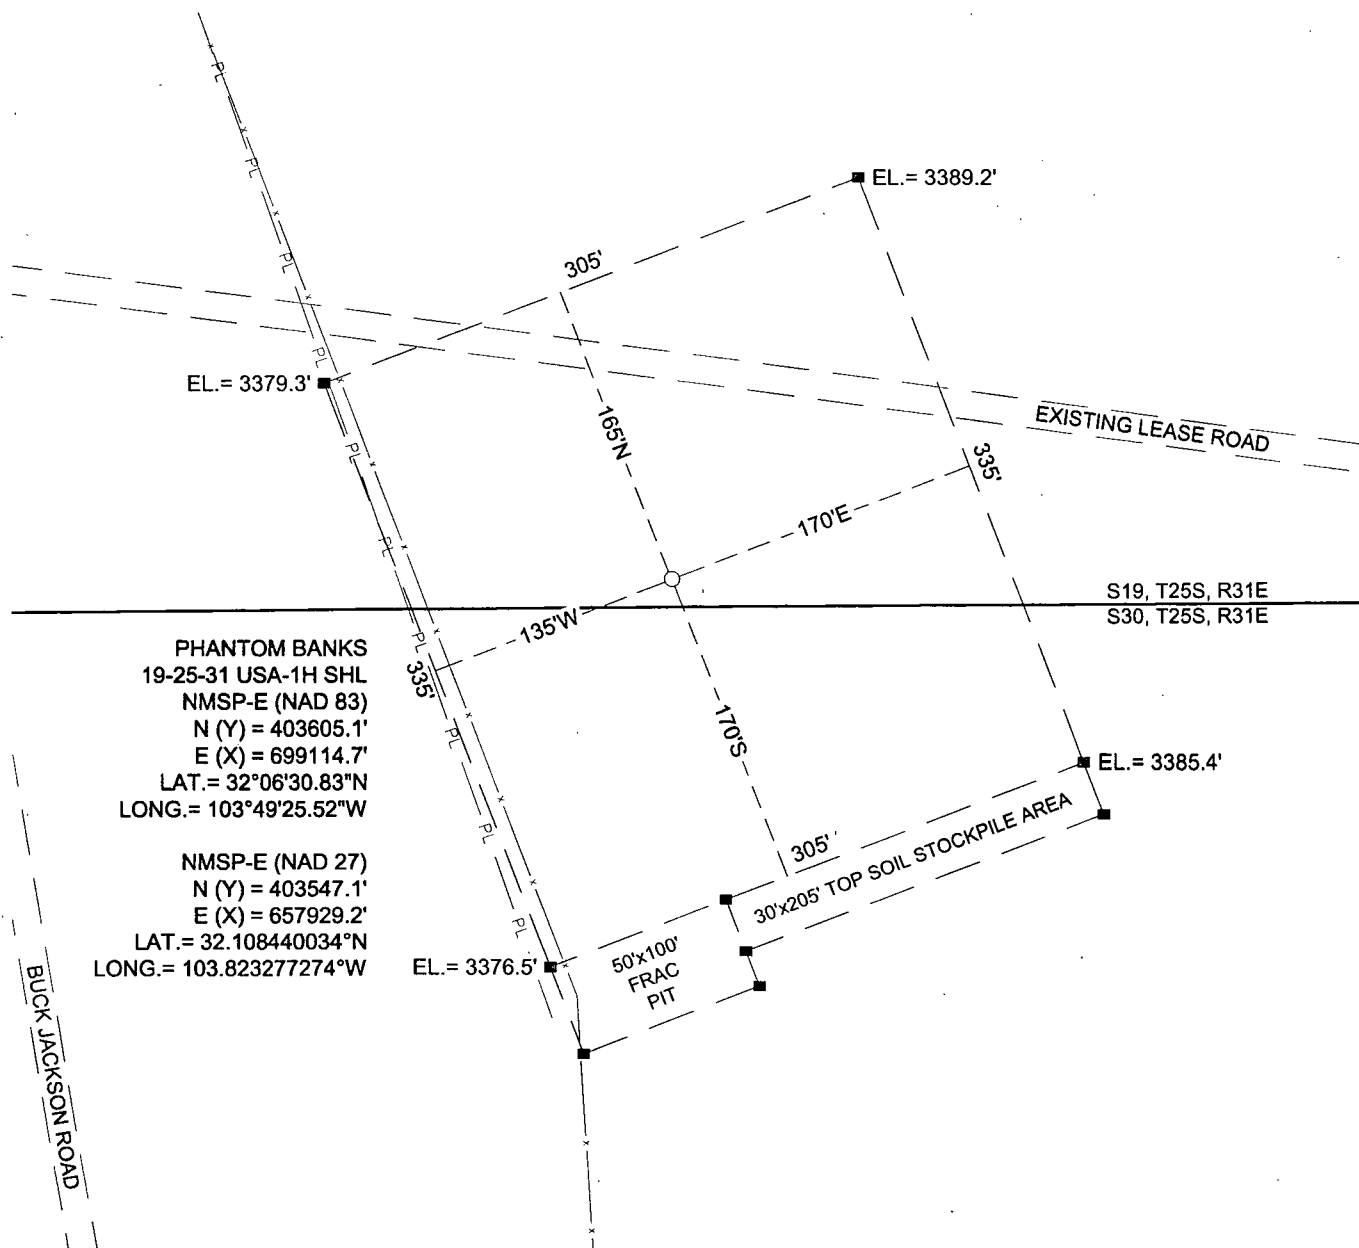 PL
PL
EL.= 3389.2'
PL
305'
PL
EL.= 3379.3'
165'N
EXISTING LEASE ROAD
PL
335'
170'E
PL
S19, T25S, R31E
S30, T25S, R31E
135'W
PL
335'
PHANTOM BANKS
19-25-31 USA-1H SHL
NMSP-E (NAD 83)
N (Y) = 403605.1'
E (X) = 699114.7'
LAT.= 32°06'30.83"N
LONG.= 103°49'25.52"W
170'S
PL
EL.= 3385.4'
PL
305'
30'x205' TOP SOIL STOCKPILE AREA
NMSP-E (NAD 27)
N (Y) = 403547.1'
E (X) = 657929.2'
LAT.= 32.108440034°N
LONG.= 103.823277274°W
PL
EL.= 3376.5'
50'x100'
FRAC
PIT
BUCK JACKSON ROAD